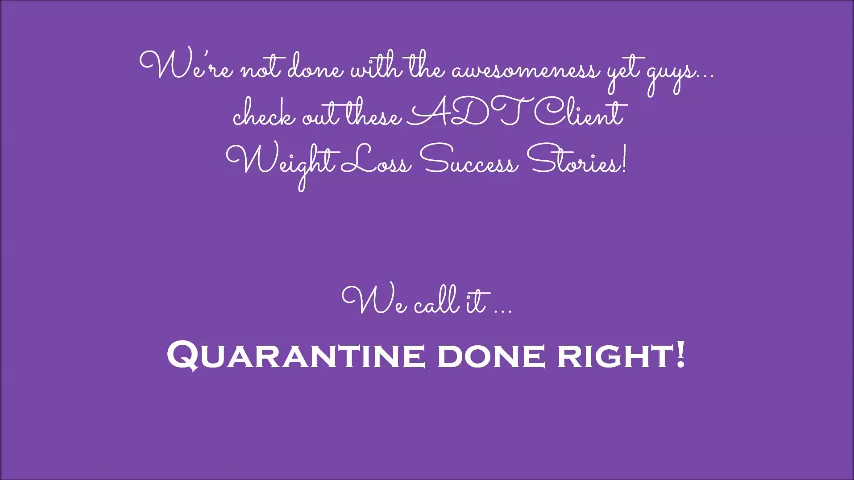 We're not done with the awesomeness yet guys...
check out these ADT Client
Weight Loss Success Stories!
We call it ...
Quarantine done right!